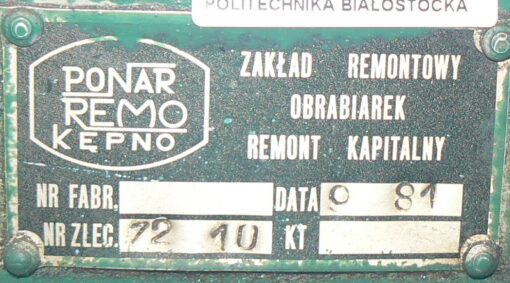 POLITECHNIKA BIAŁOSTOCKA
PONAR
REMO
KĘPNO
ZAKŁAD REMONTOWY
OBRABIAREK
REMONT KAPITALNY
NR FABR. DATA 9 81
NR ZLEC. 72 10 KT